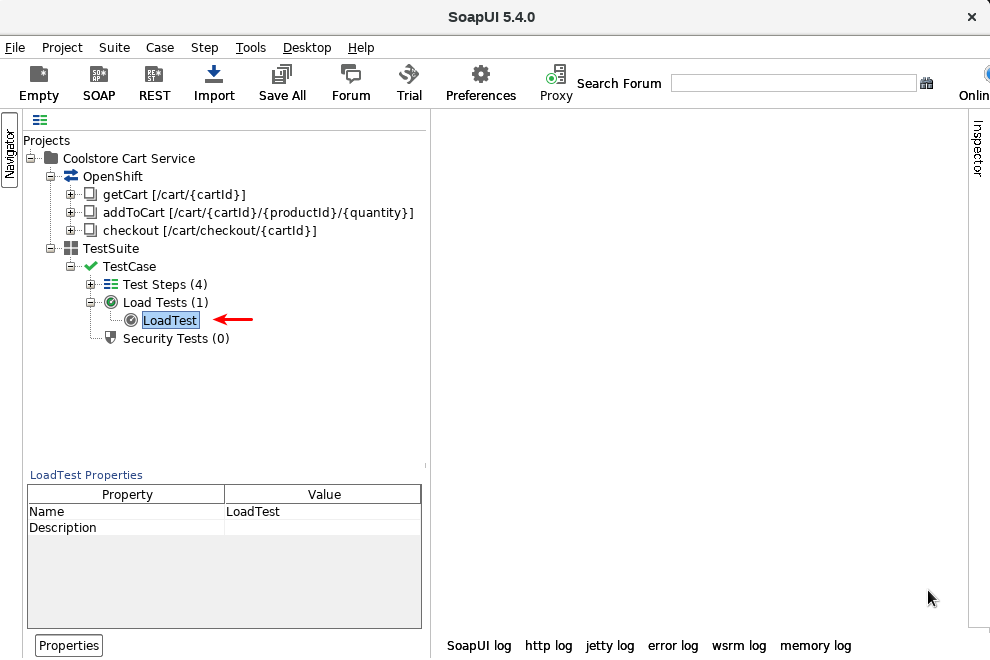 SoapUI 5.4.0
File Project Suite Case Step Tools Desktop Help
Empty SOAP REST Import Save All Forum Trial Preferences Proxy Search Forum Onlin
Navigator
Inspector
Projects
Coolstore Cart Service
OpenShift
getCart [/cart/{cartId}]
addToCart [/cart/{cartId}/{productId}/{quantity}]
checkout [/cart/checkout/{cartId}]
TestSuite
TestCase
Test Steps (4)
Load Tests (1)
LoadTest
Security Tests (0)
LoadTest Properties
Property Value
Name LoadTest
Description
Properties
SoapUI log http log jetty log error log wsrm log memory log